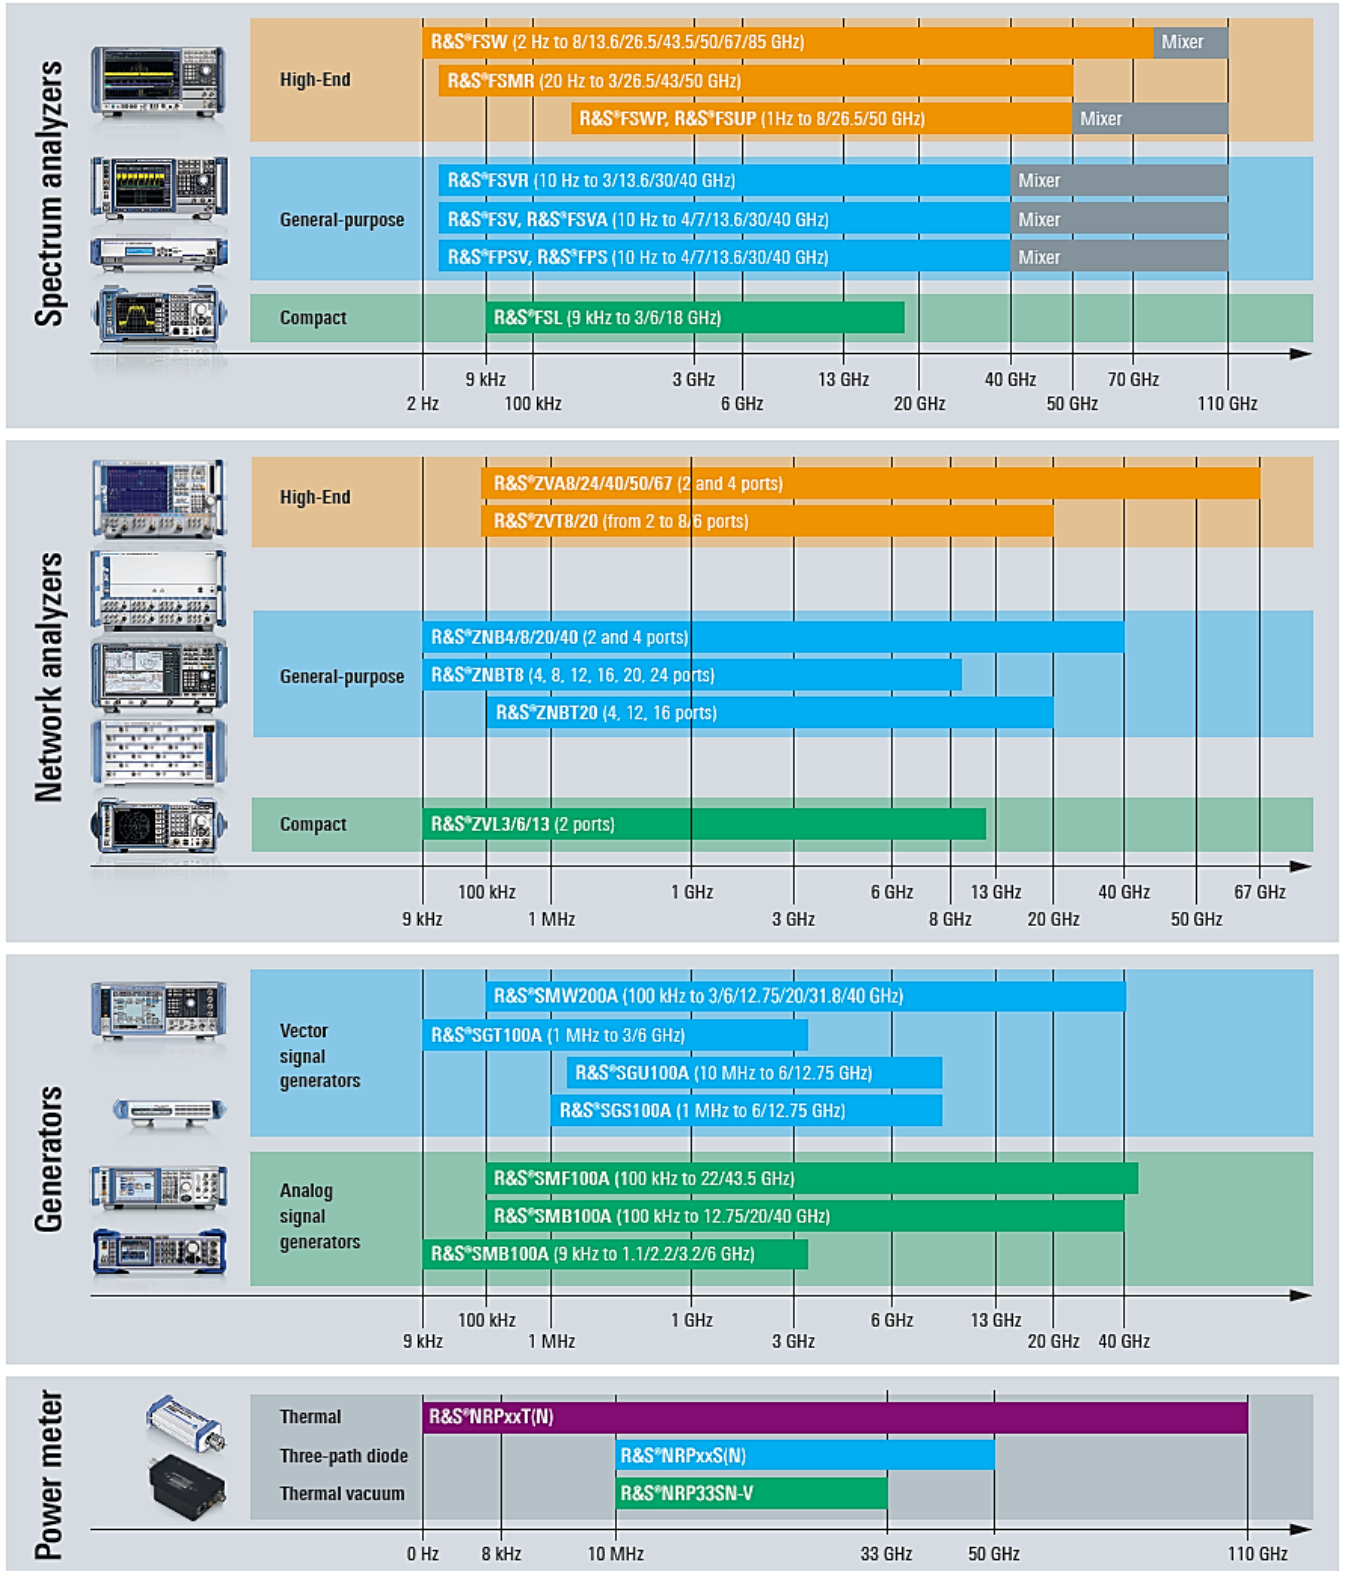 Spectrum analyzers
High-End
R&S®FSW (2 Hz to 8/13.6/26.5/43.5/50/67/85 GHz)
Mixer
R&S®FSMR (20 Hz to 3/26.5/43/50 GHz)
R&S®FSWP, R&S®FSUP (1Hz to 8/26.5/50 GHz)
Mixer
General-purpose
R&S®FSVR (10 Hz to 3/13.6/30/40 GHz)
Mixer
R&S®FSV, R&S®FSVA (10 Hz to 4/7/13.6/30/40 GHz)
Mixer
R&S®FPSV, R&S®FPS (10 Hz to 4/7/13.6/30/40 GHz)
Mixer
Compact
R&S®FSL (9 kHz to 3/6/18 GHz)
9 kHz 3 GHz 13 GHz 40 GHz 70 GHz
2 Hz 100 kHz 6 GHz 20 GHz 50 GHz 110 GHz
Network analyzers
High-End
R&S®ZVA8/24/40/50/67 (2 and 4 ports)
R&S®ZVT8/20 (from 2 to 8/6 ports)
General-purpose
R&S®ZNB4/8/20/40 (2 and 4 ports)
R&S®ZNBT8 (4, 8, 12, 16, 20, 24 ports)
R&S®ZNBT20 (4, 12, 16 ports)
Compact
R&S®ZVL3/6/13 (2 ports)
100 kHz 1 GHz 6 GHz 13 GHz 40 GHz 67 GHz
9 kHz 1 MHz 3 GHz 8 GHz 20 GHz 50 GHz
Generators
Vector
signal
generators
R&S®SMW200A (100 kHz to 3/6/12.75/20/31.8/40 GHz)
R&S®SGT100A (1 MHz to 3/6 GHz)
R&S®SGU100A (10 MHz to 6/12.75 GHz)
R&S®SGS100A (1 MHz to 6/12.75 GHz)
Analog
signal
generators
R&S®SMF100A (100 kHz to 22/43.5 GHz)
R&S®SMB100A (100 kHz to 12.75/20/40 GHz)
R&S®SMB100A (9 kHz to 1.1/2.2/3.2/6 GHz)
100 kHz 1 GHz 6 GHz 13 GHz
9 kHz 1 MHz 3 GHz 20 GHz 40 GHz
Power meter
Thermal
R&S®NRPxxT(N)
Three-path diode
R&S®NRPxxS(N)
Thermal vacuum
R&S®NRP33SN-V
0 Hz 8 kHz 10 MHz 33 GHz 50 GHz 110 GHz